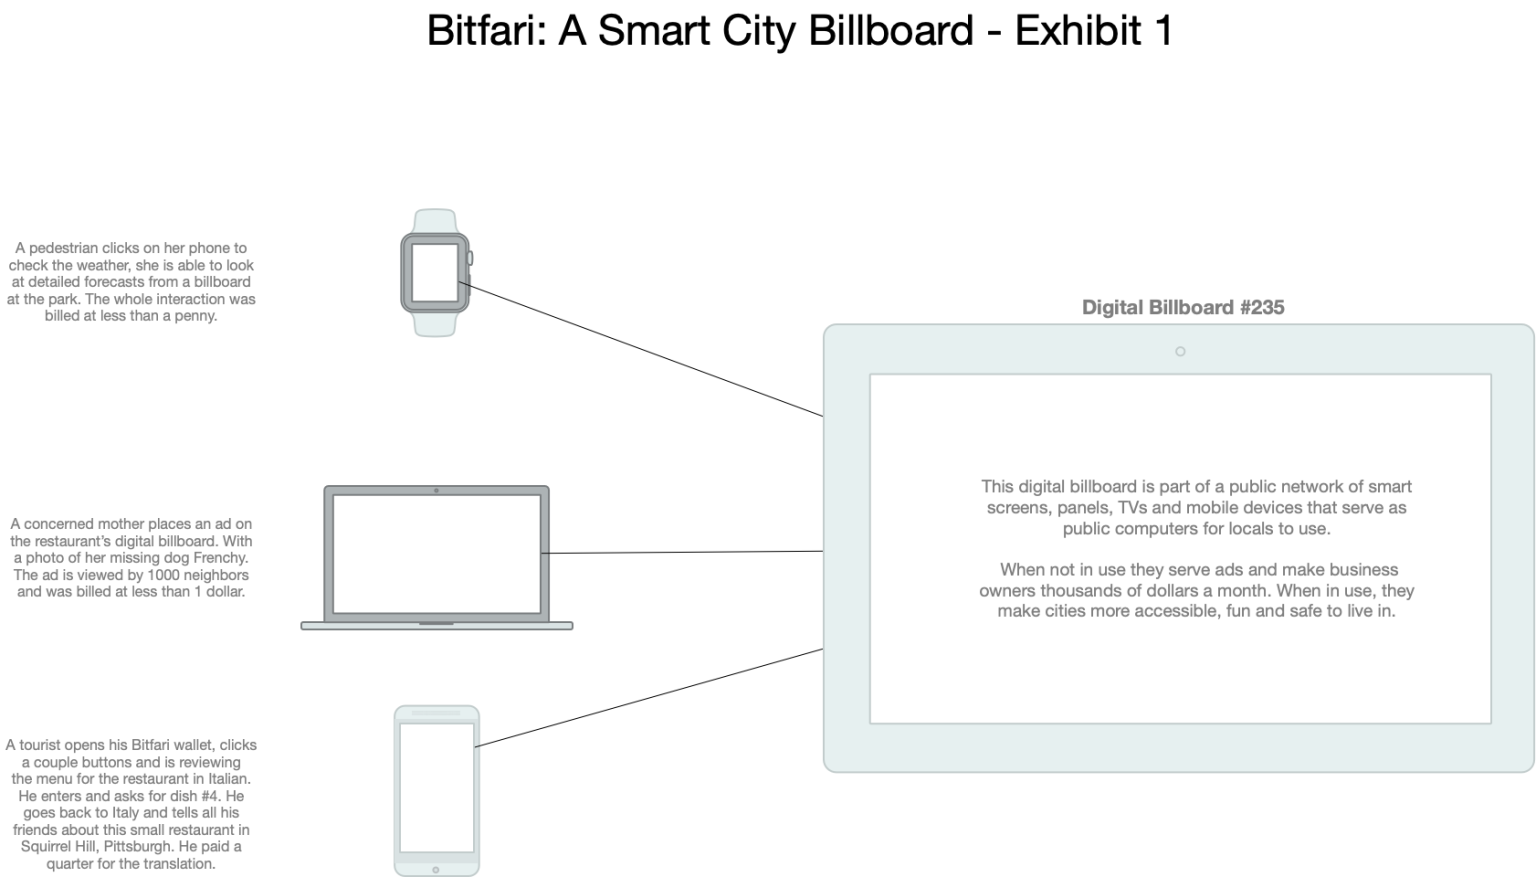 Bitfari: A Smart City Billboard - Exhibit 1
A pedestrian clicks on her phone to
check the weather, she is able to look
at detailed forecasts from a billboard
at the park. The whole interaction was
billed at less than a penny.
A concerned mother places an ad on
the restaurant's digital billboard. With
a photo of her missing dog Frenchy.
The ad is viewed by 1000 neighbors
and was billed at less than 1 dollar.
A tourist opens his Bitfari wallet, clicks
a couple buttons and is reviewing
the menu for the restaurant in Italian.
He enters and asks for dish #4. He
goes back to Italy and tells all his
friends about this small restaurant in
Squirrel Hill, Pittsburgh. He paid a
quarter for the translation.
Digital Billboard #235
This digital billboard is part of a public network of smart
screens, panels, TVs and mobile devices that serve as
public computers for locals to use.
When not in use they serve ads and make business
owners thousands of dollars a month. When in use, they
make cities more accessible, fun and safe to live in.